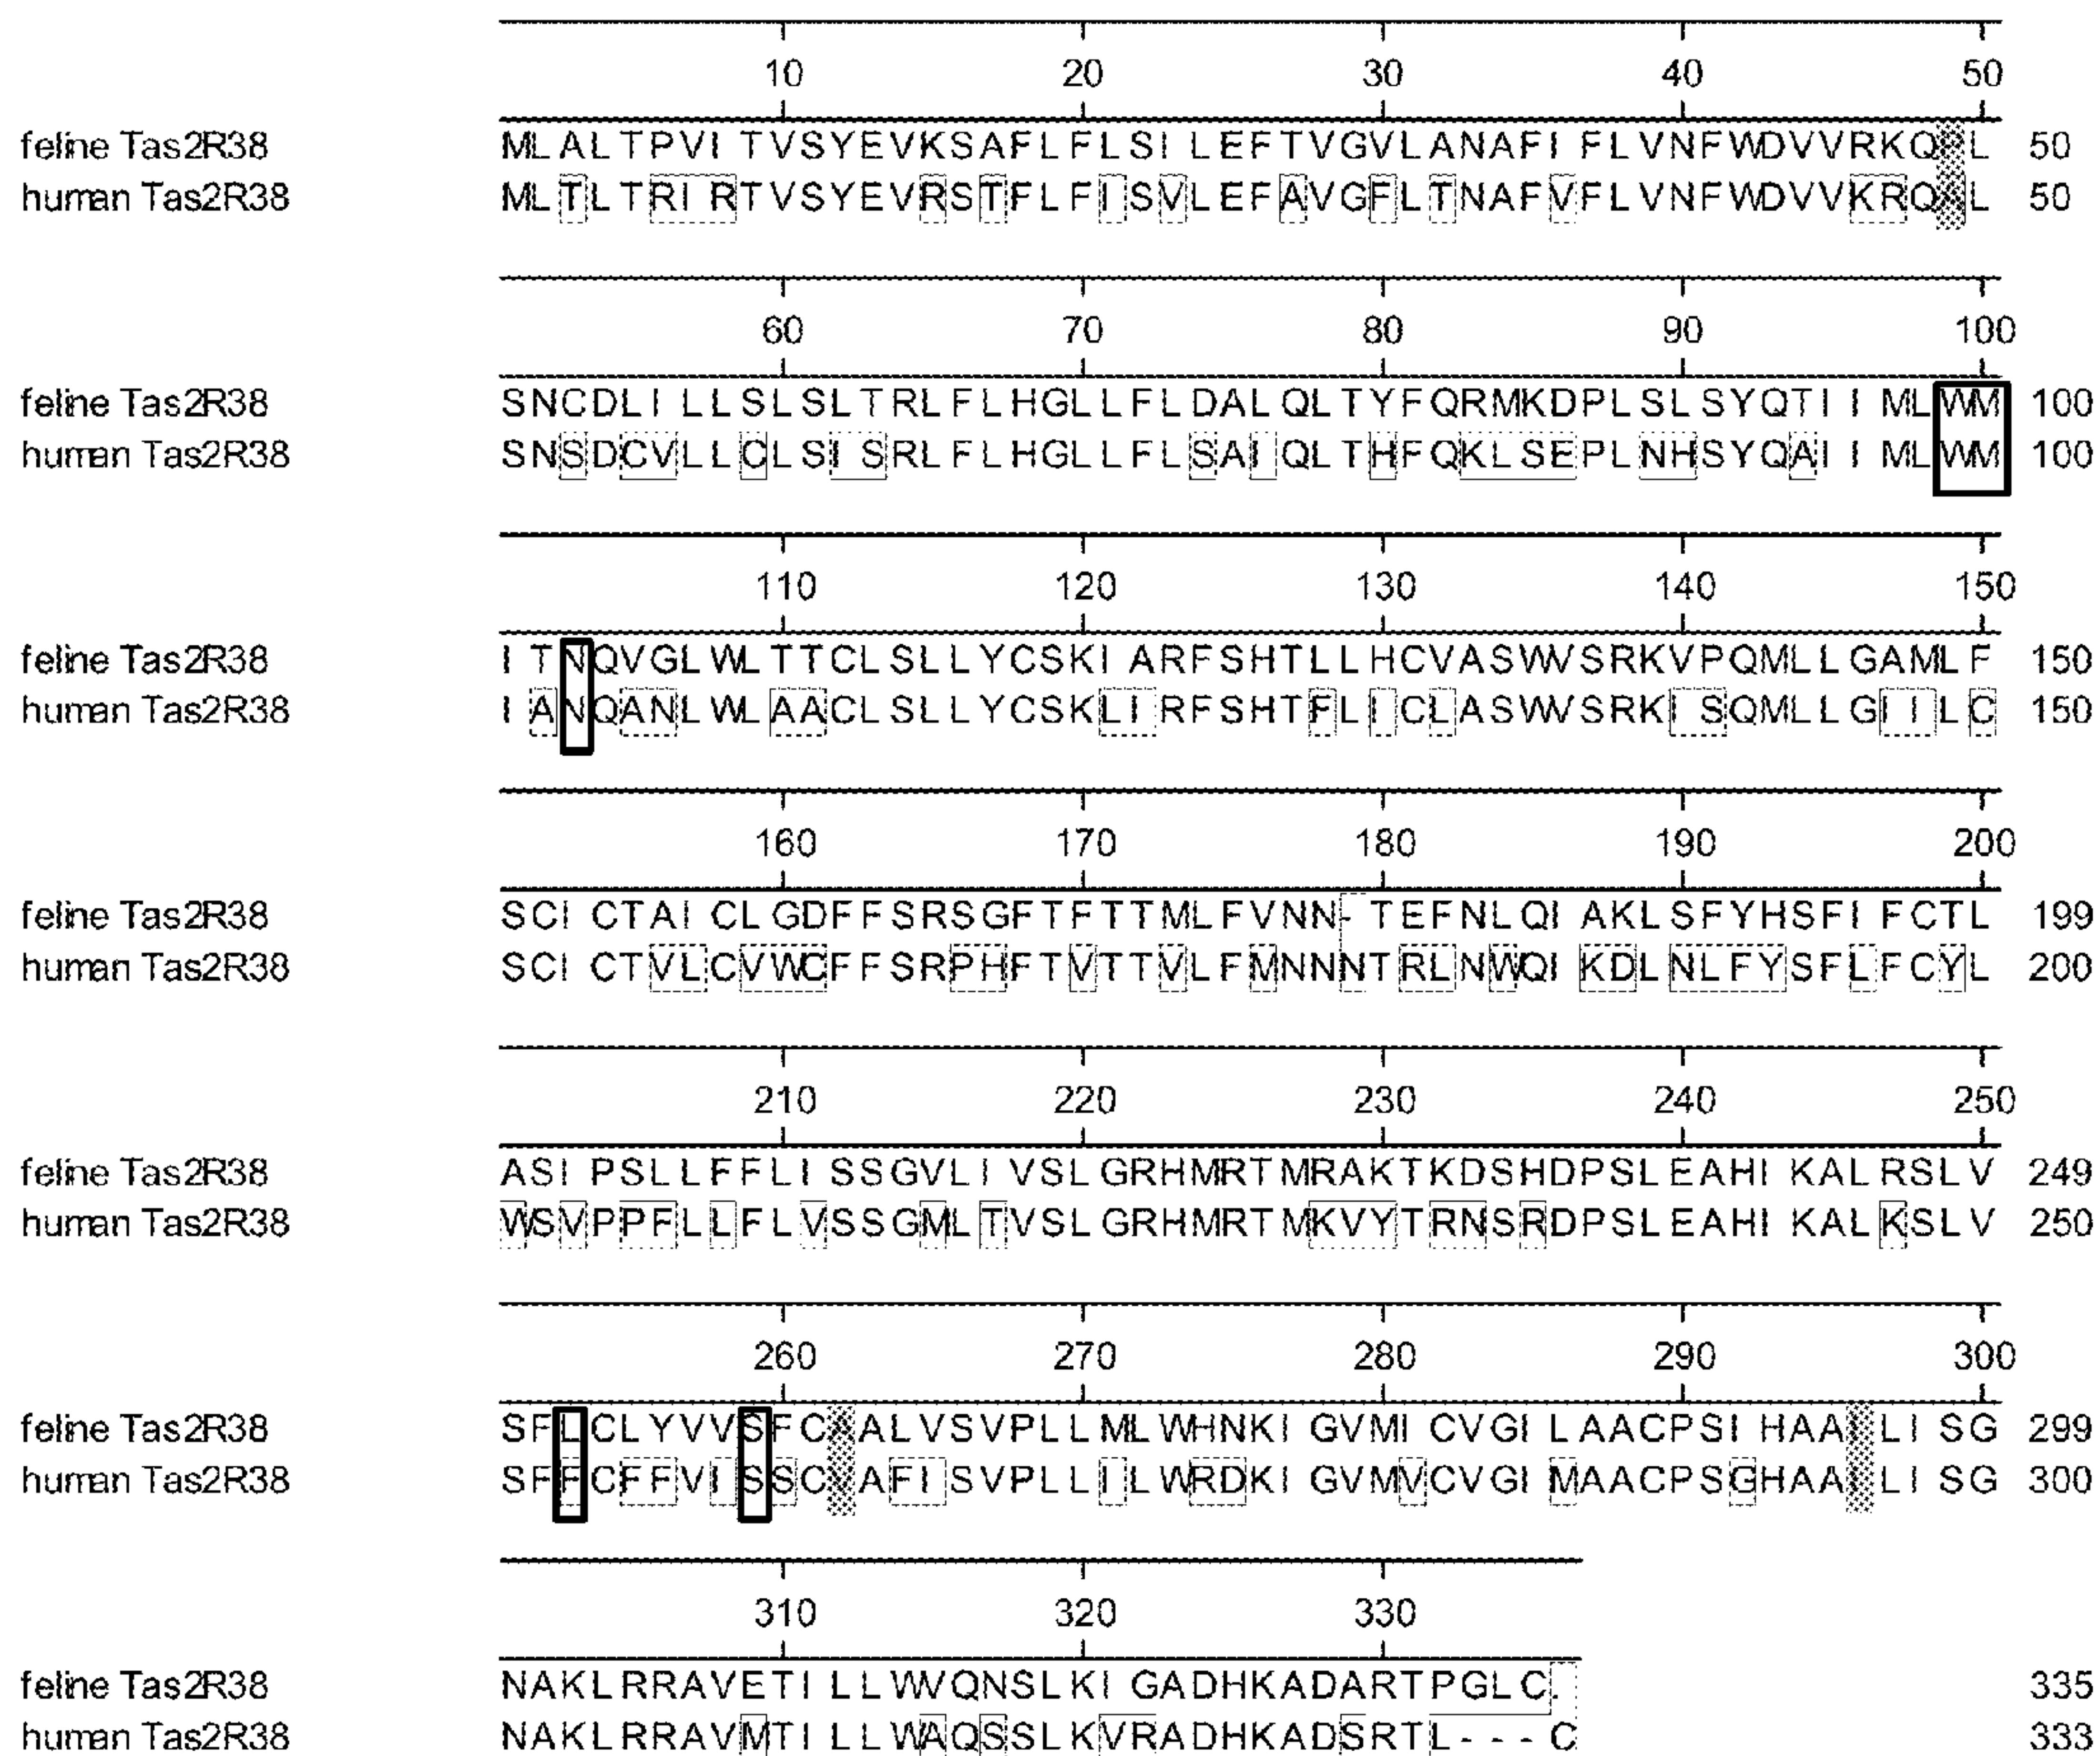 10 20 30 40 50
feline Tas2R38 MLALTPVITVSYEVKSAFLFLSILEFTVGVLANAFIFLVNFWDVVRKQ L 50
human Tas2R38 MLTLTRIRTVSYEVRSTFLFISVLEFAVGFLTNAFVFLVNFWDVVKRQ L 50
60 70 80 90 100
feline Tas2R38 SNCDLILLSLSLTRLFLHGLLFLDALQLTYFQRMKDPLSLSYQTIIMLWM 100
human Tas2R38 SNSDCVLLCLSISRLFLHGLLFLSAIQLTHFQKLSEPLNHSYQAIIMLWM 100
110 120 130 140 150
feline Tas2R38 ITNQVGLWLTTCLSLLYCSKIARFSHTLLHCVASWVSRKVPQMLLGAMLF 150
human Tas2R38 IANQANLWLAACLSLLYCSKLIRFSHTFLICLASWVSRKISQMLLGIILC 150
160 170 180 190 200
feline Tas2R38 SCICTAICLGDFFSRSGFTFTTMLFVNN-TEFNLQIAKLSFYHSFIFCTL 199
human Tas2R38 SCICTVLCVWCFFSRPHFTVTTVLFMNNNTRLNWQIKDLNLFYSFLFCYL 200
210 220 230 240 250
feline Tas2R38 ASIPSLLFFLISSGVLIVSLGRHMRTMRAKTKDSHDPSLEAHIKALRSLV 249
human Tas2R38 WSVPPFLLFLVSSGMLTVSLGRHMRTMKVYTRNSRDPSLEAHIKALKSLV 250
260 270 280 290 300
feline Tas2R38 SFLCLYVVSFC ALVSVPLLMLWHNKIGVMICVGILAACPSIHAA LISG 299
human Tas2R38 SFFCFFVISSC AFISVPLLILWRDKIGVMVCVGIMAACPSGHAA LISG 300
310 320 330
feline Tas2R38 NAKLRRAVETILLWVQNSLKIGADHKADARTPGLC. 335
human Tas2R38 NAKLRRAVMTILLWAQSSLKVRADHKADSRTL---C 333